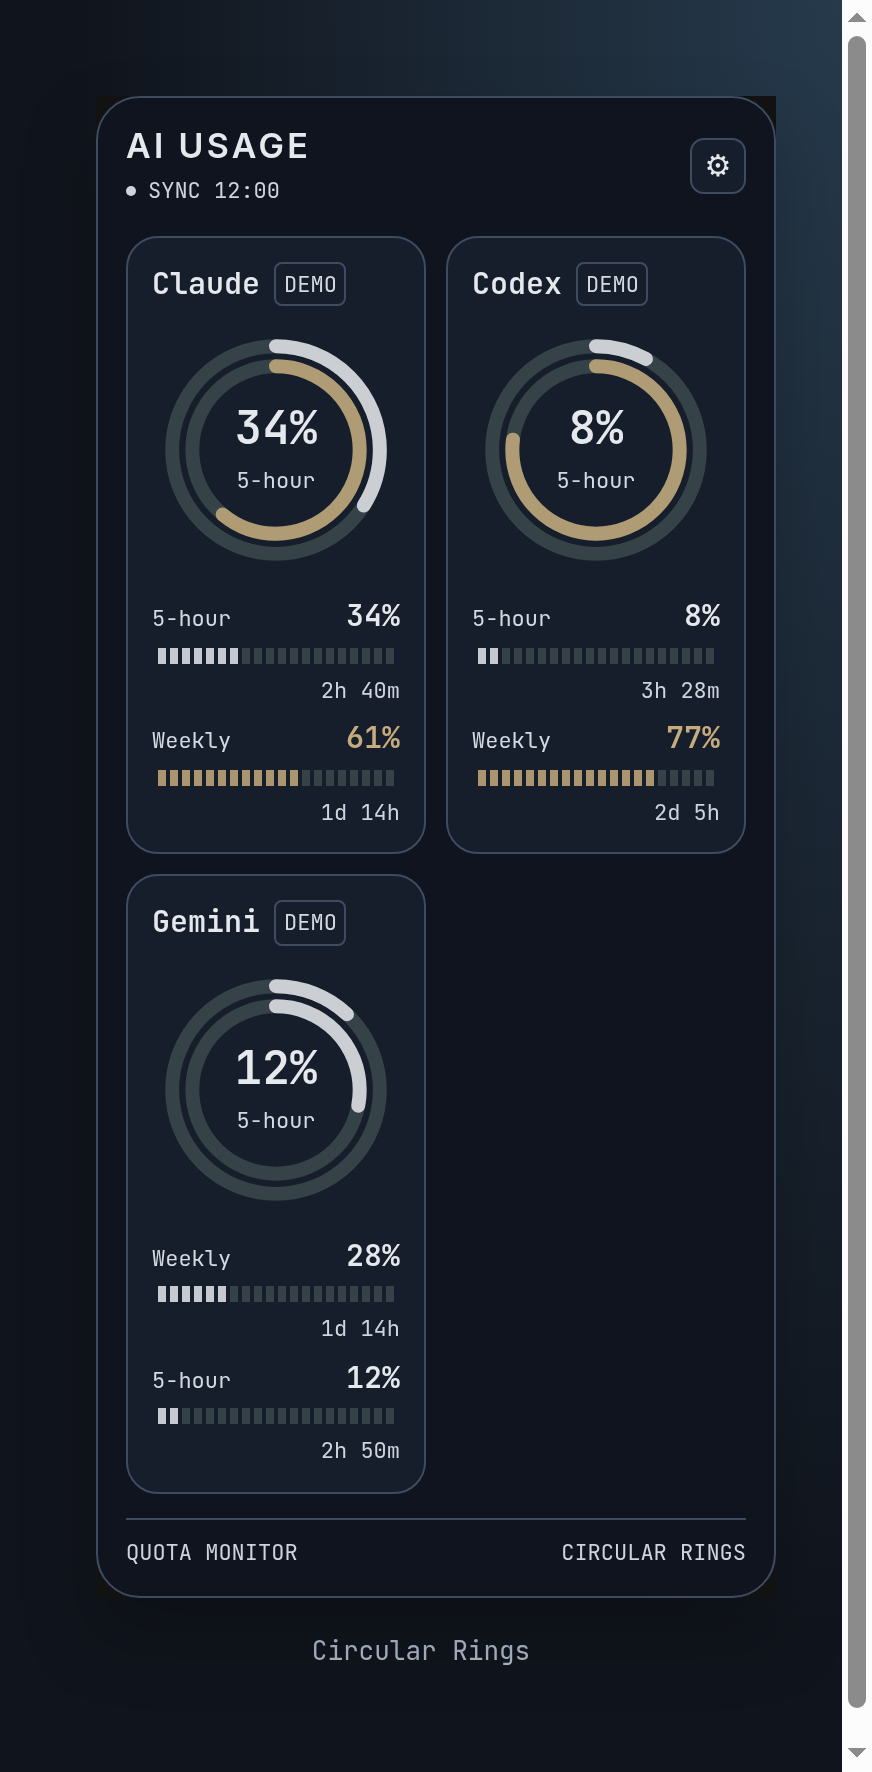 AI USAGE
SYNC 12:00
Claude DEMO
34%
5-hour
5-hour 34%
2h 40m
Weekly 61%
1d 14h
Codex DEMO
8%
5-hour
5-hour 8%
3h 28m
Weekly 77%
2d 5h
Gemini DEMO
12%
5-hour
Weekly 28%
1d 14h
5-hour 12%
2h 50m
QUOTA MONITOR CIRCULAR RINGS
Circular Rings